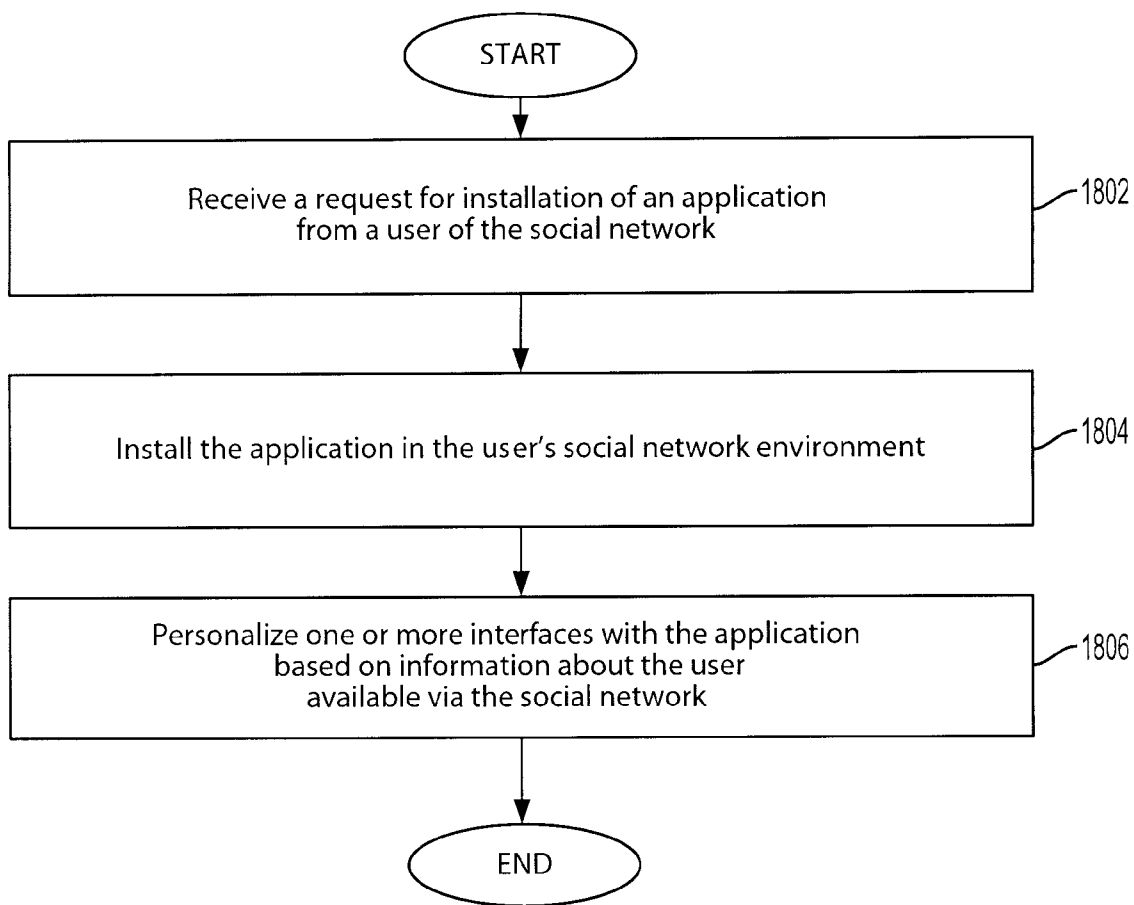 START
Receive a request for installation of an application
from a user of the social network
1802
Install the application in the user's social network environment
1804
Personalize one or more interfaces with the application
based on information about the user
available via the social network
1806
END